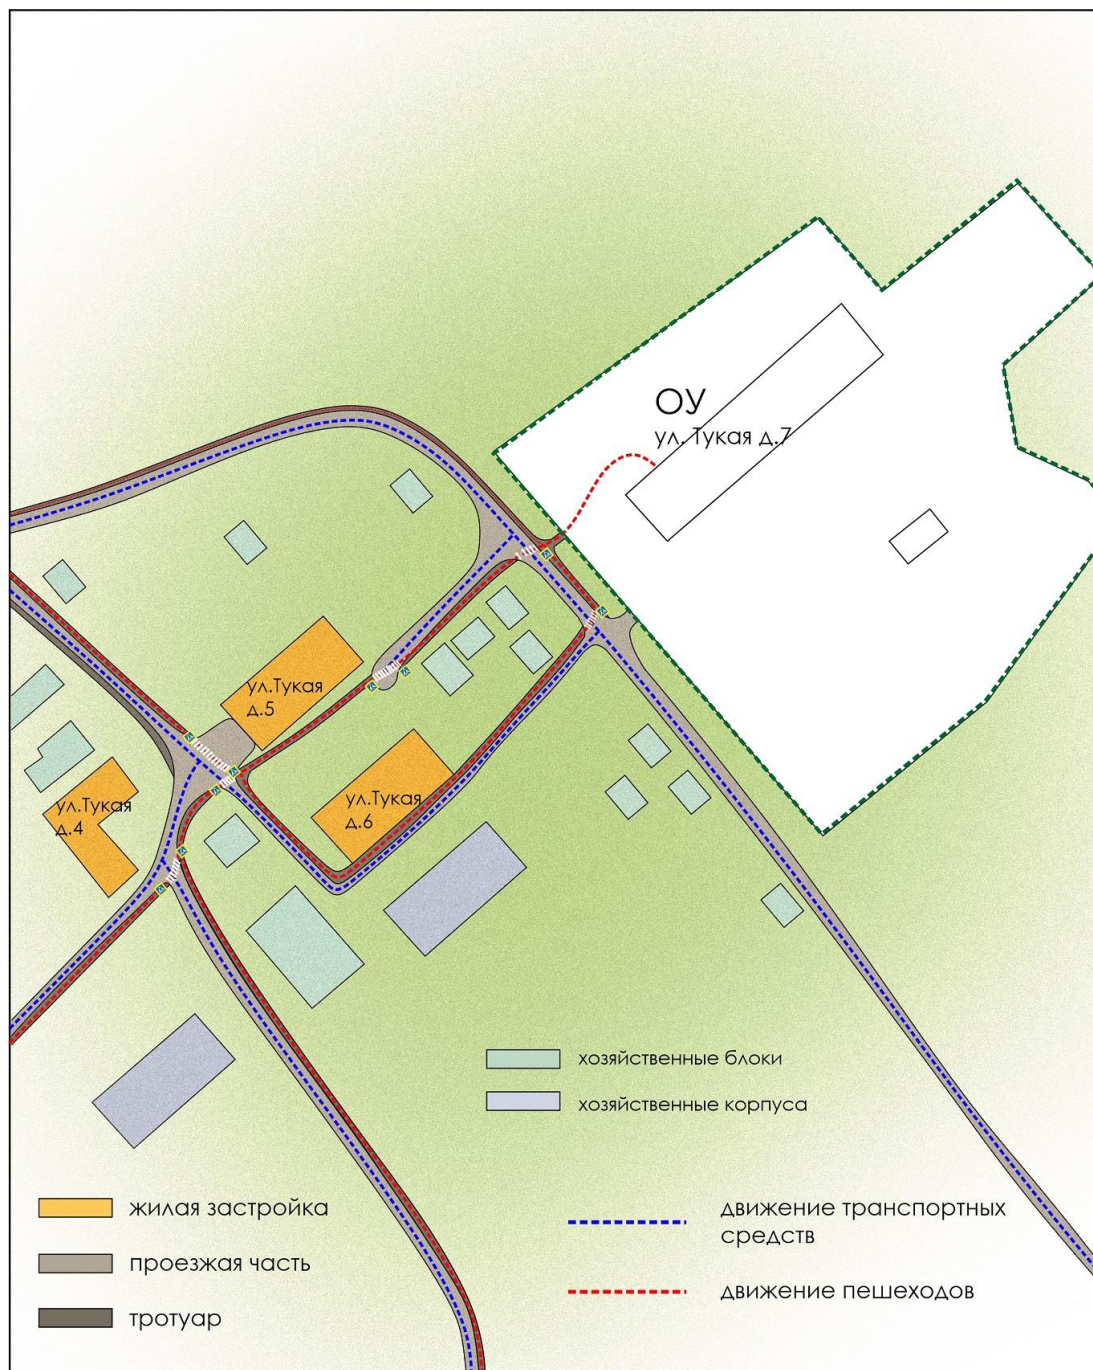 ОУ
ул. Тукая д.7
ул.Тукая
д.5
ул.Тукая
д.4
ул.Тукая
д.6
хозяйственные блоки
хозяйственные корпуса
жилая застройка
проезжая часть
тротуар
движение транспортных
средств
движение пешеходов